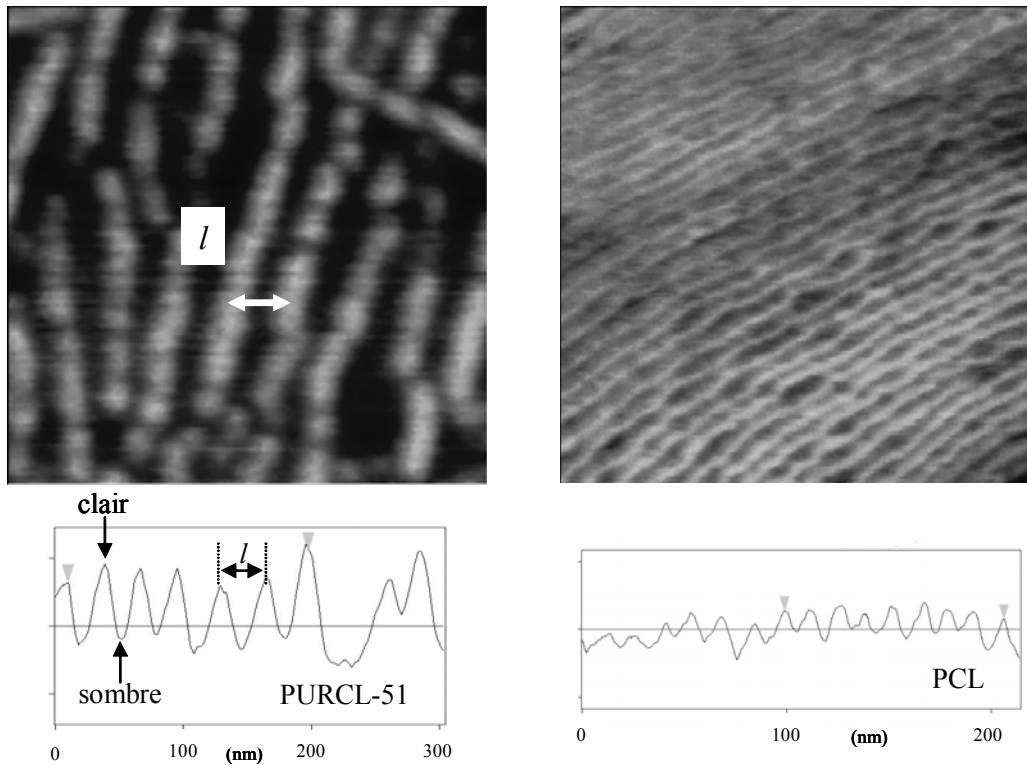 l
clair
l
sombre
PURCL-51
0 100 (nm) 200 300
PCL
0 100 (nm) 200